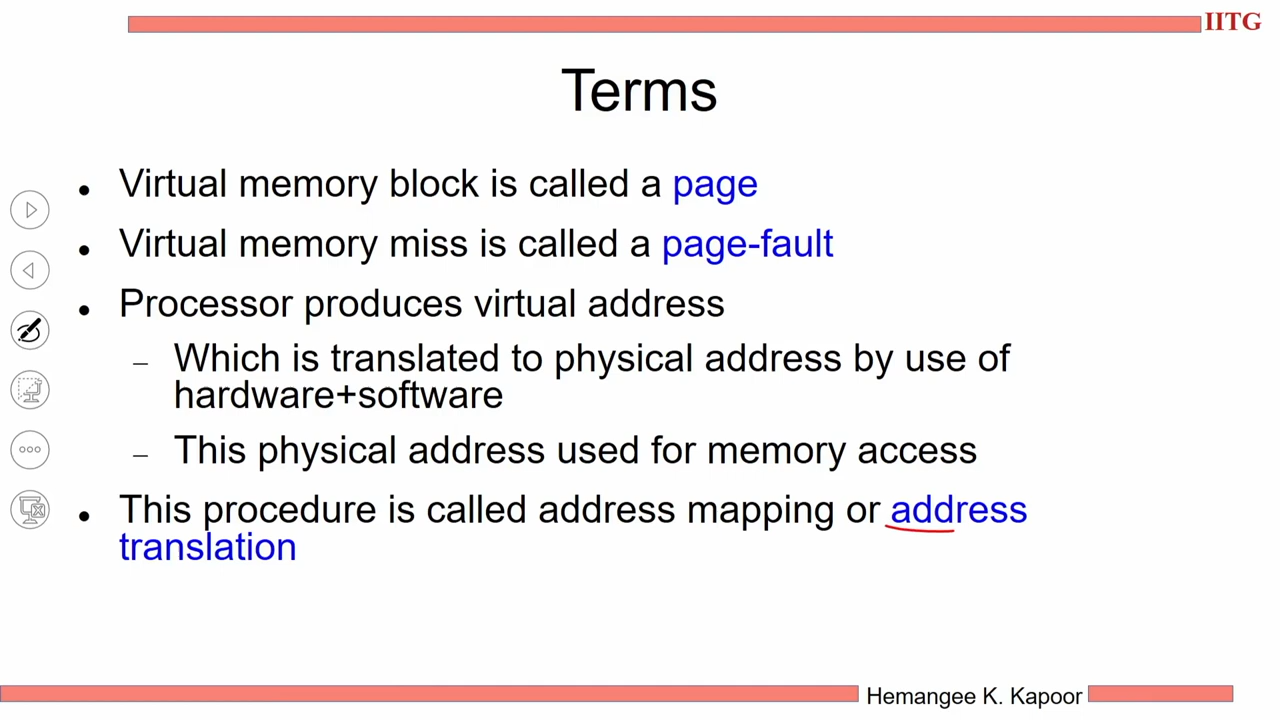 IITG
Terms
● Virtual memory block is called a page
● Virtual memory miss is called a page-fault
● Processor produces virtual address
– Which is translated to physical address by use of
hardware+software
– This physical address used for memory access
● This procedure is called address mapping or address
translation
Hemangee K. Kapoor